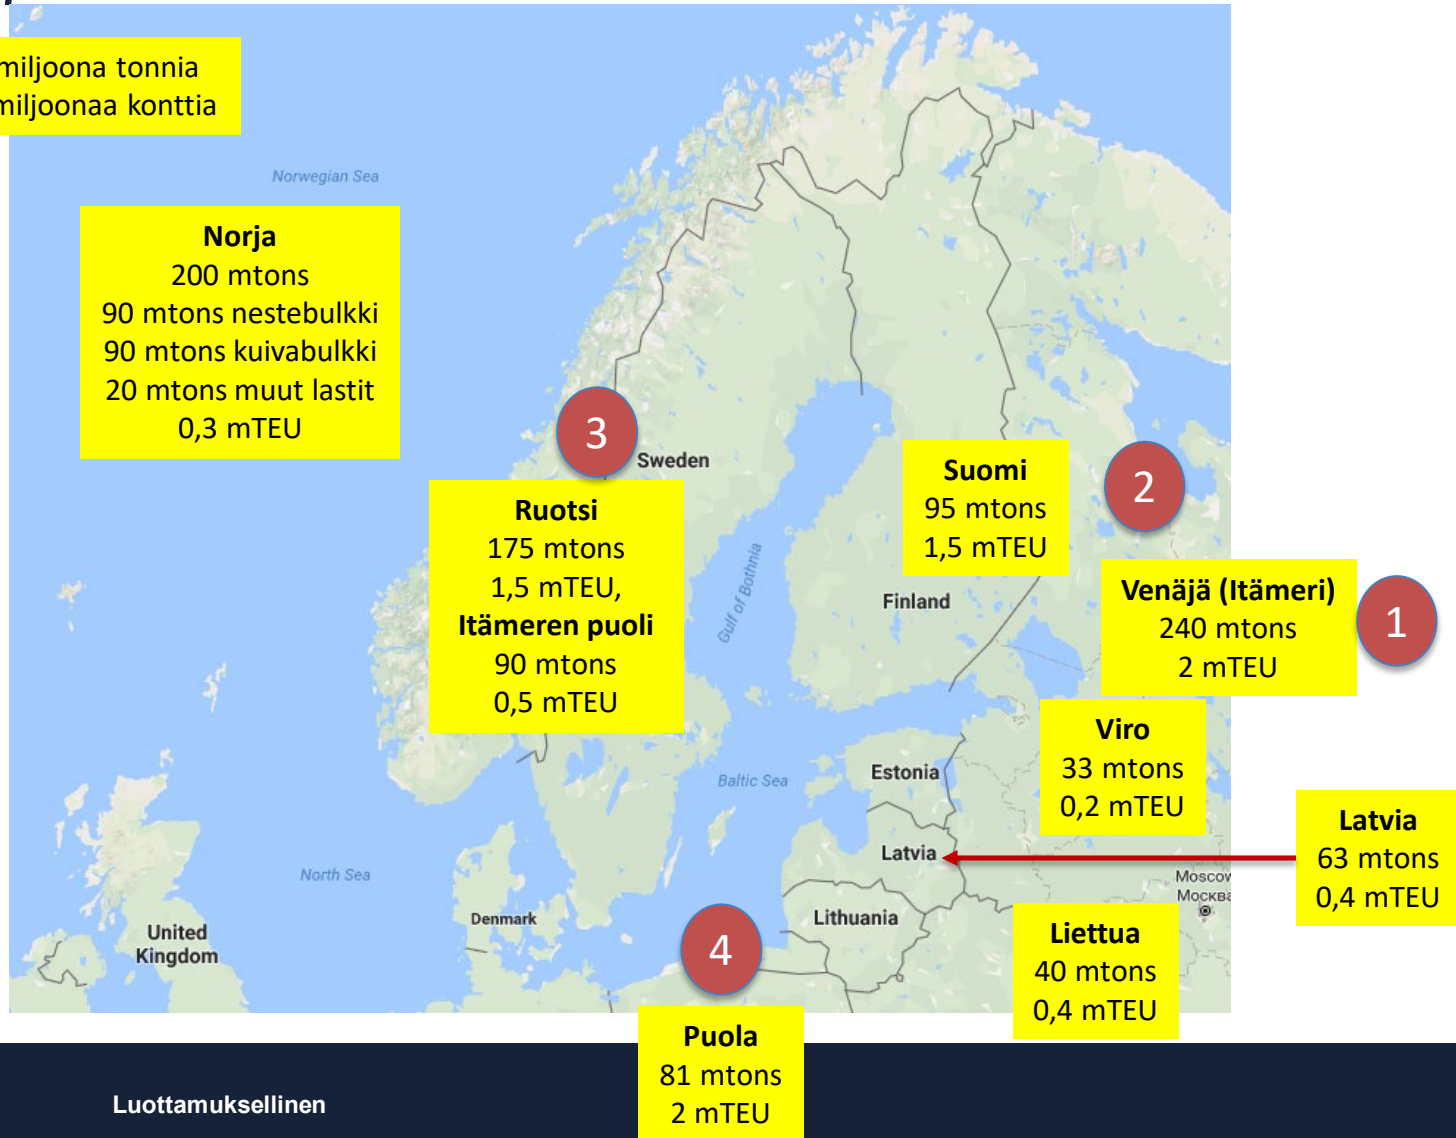 miljoona tonnia
miljoonaa konttia
Norwegian Sea
Norja
200 mtons
90 mtons nestebulkki
90 mtons kuivabulkki
20 mtons muut lastit
0,3 mTEU
3
Sweden
Ruotsi
175 mtons
1,5 mTEU,
Itämeren puoli
90 mtons
0,5 mTEU
Gulf of Bothnia
Suomi
95 mtons
1,5 mTEU
2
Finland
Venäjä (Itämeri)
240 mtons
2 mTEU
1
Viro
33 mtons
0,2 mTEU
Baltic Sea
Estonia
Latvia
Latvia
63 mtons
0,4 mTEU
Moscow
Москва
North Sea
Denmark
Lithuania
United
Kingdom
4
Liettua
40 mtons
0,4 mTEU
Puola
81 mtons
2 mTEU
Luottamuksellinen